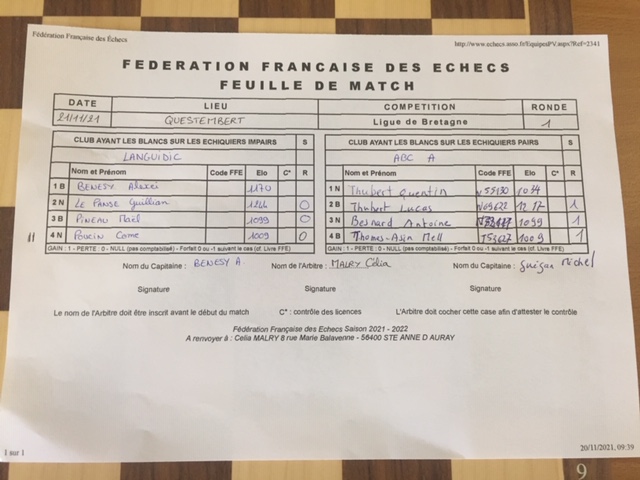 Fédération Française des Echecs
http://www.echecs.asso.fr/EquipesPV.aspx?Ref=2341
FEDERATION FRANCAISE DES ECHECS
FEUILLE DE MATCH
DATE LIEU COMPETITION RONDE
21/11/21 QUESTEMBERT Ligue de Bretagne 1
CLUB AYANT LES BLANCS SUR LES ECHIQUIERS IMPAIRS S
LANGUIDIC
Nom et Prénom Code FFE Elo C* R
1 B BENESY Alexei 1170
2 N Le Panse Guillian 1244 0
3 B Pineau Maël 1099 0
4 N Poucin Come 1009 0
GAIN : 1 - PERTE : 0 - NULL (pas comptabilisé) - Forfait 0 ou -1 suivant le cas (cf. Livre FFE)
CLUB AYANT LES BLANCS SUR LES ECHIQUIERS PAIRS S
ABC A
Nom et Prénom Code FFE Elo C* R
1 N Thubert Quentin
2 B Thubert Lucas 1217 1
3 N Besnard Antoine 1099 1
4 B Thomas-Asin Mell 1009 1
GAIN : 1 - PERTE : 0 - NULL (pas comptabilisé) - Forfait 0 ou -1 suivant le cas (cf. Livre FFE)
Nom du Capitaine : BENESY A. Nom de l'Arbitre : MALRY Célia Nom du Capitaine : Guigan Michel
Signature Signature Signature
Le nom de l'Arbitre doit être inscrit avant le début du match C* : contrôle des licences L'Arbitre doit cocher cette case afin d'attester le contrôle
Fédération Française des Echecs Saison 2021 - 2022
A renvoyer à : Celia MALRY 8 rue Marie Balavenne - 56400 STE ANNE D AURAY
1 sur 1
20/11/2021, 09:39
9